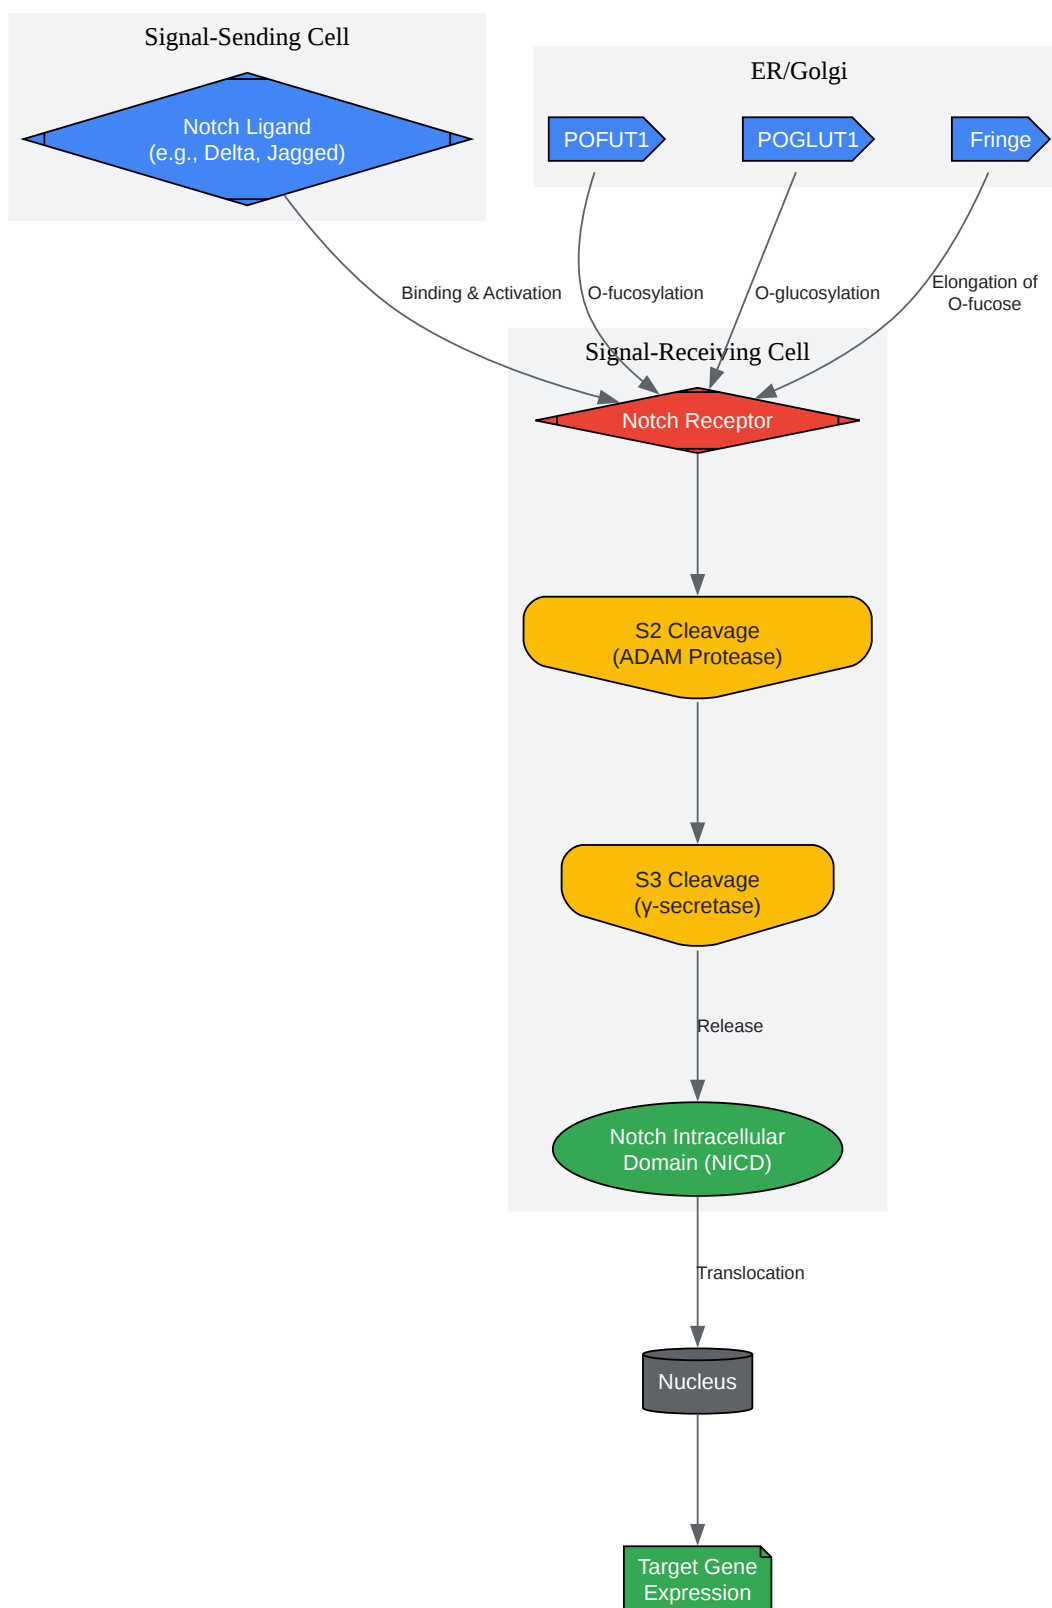 Signal-Sending Cell
ER/Golgi
Notch Ligand
(e.g., Delta, Jagged)
POFUT1
POGLUT1
Fringe
Binding & Activation
O-fucosylation
O-glucosylation
Elongation of
O-fucose
Signal-Receiving Cell
Notch Receptor
S2 Cleavage
(ADAM Protease)
S3 Cleavage
(γ-secretase)
Release
Notch Intracellular
Domain (NICD)
Translocation
Nucleus
Target Gene
Expression